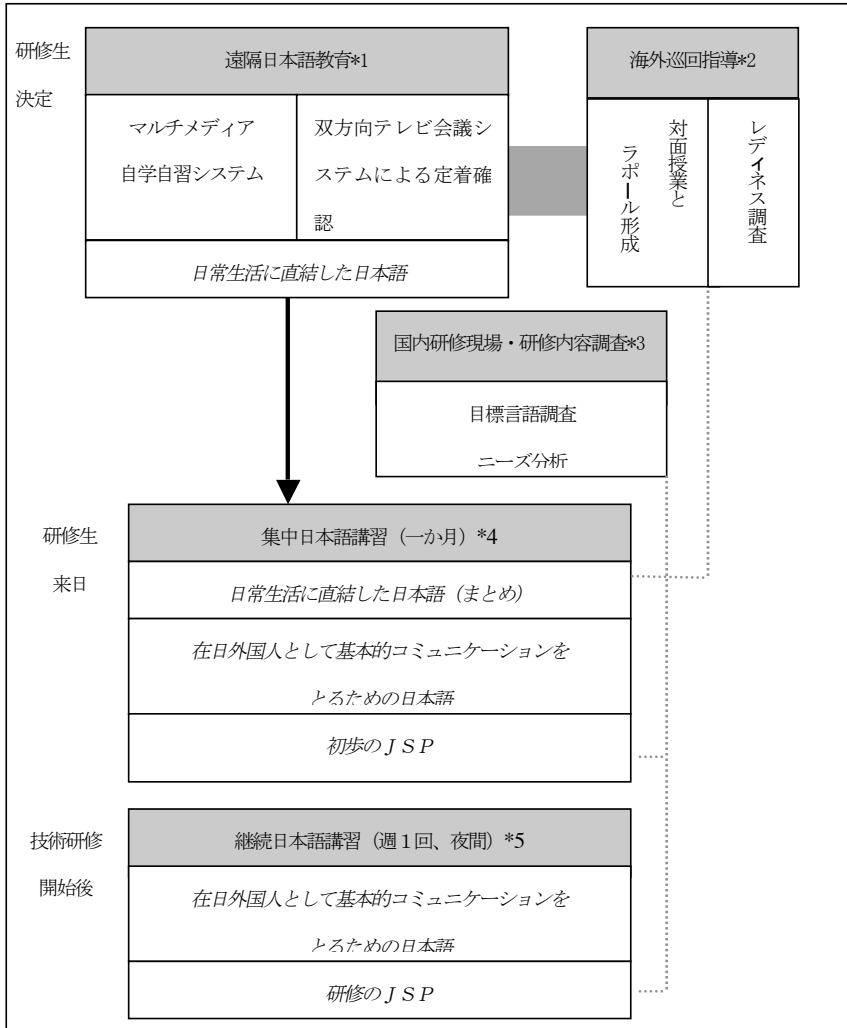 研修生
決定
遠隔日本語教育*1
マルチメディア
自学自習システム
双方向テレビ会議シ
ステムによる定着確
認
日常生活に直結した日本語
海外巡回指導*2
対面授業と
ラポール形成
レディネス調査
国内研修現場・研修内容調査*3
目標言語調査
ニーズ分析
研修生
来日
集中日本語講習（一か月）*4
日常生活に直結した日本語（まとめ）
在日外国人として基本的コミュニケーションを
とるための日本語
初歩のＪＳＰ
技術研修
開始後
継続日本語講習（週１回、夜間）*5
在日外国人として基本的コミュニケーションを
とるための日本語
研修のＪＳＰ